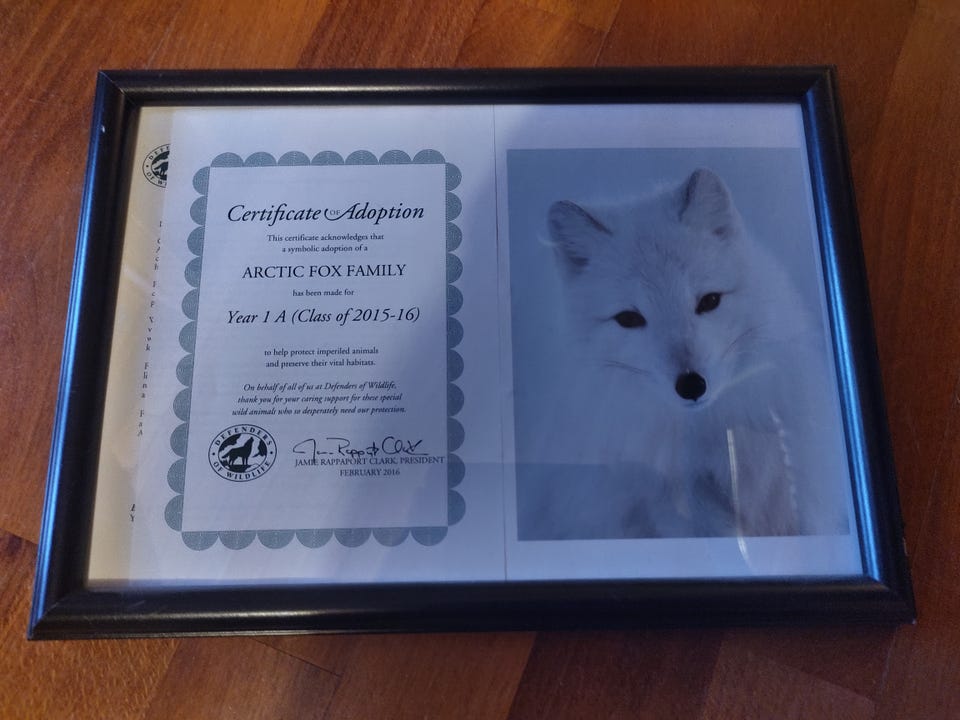 Certificate OF Adoption
This certificate acknowledges that
a symbolic adoption of a
ARCTIC FOX FAMILY
has been made for
Year 1 A (Class of 2015-16)
to help protect imperiled animals
and preserve their vital habitats.
On behalf of all of us at Defenders of Wildlife,
thank you for your caring support for these special
wild animals who so desperately need our protection.
DEFENDERS
OF WILDLIFE
Jamie Rappaport Clark
JAMIE RAPPAPORT CLARK, PRESIDENT
FEBRUARY 2016